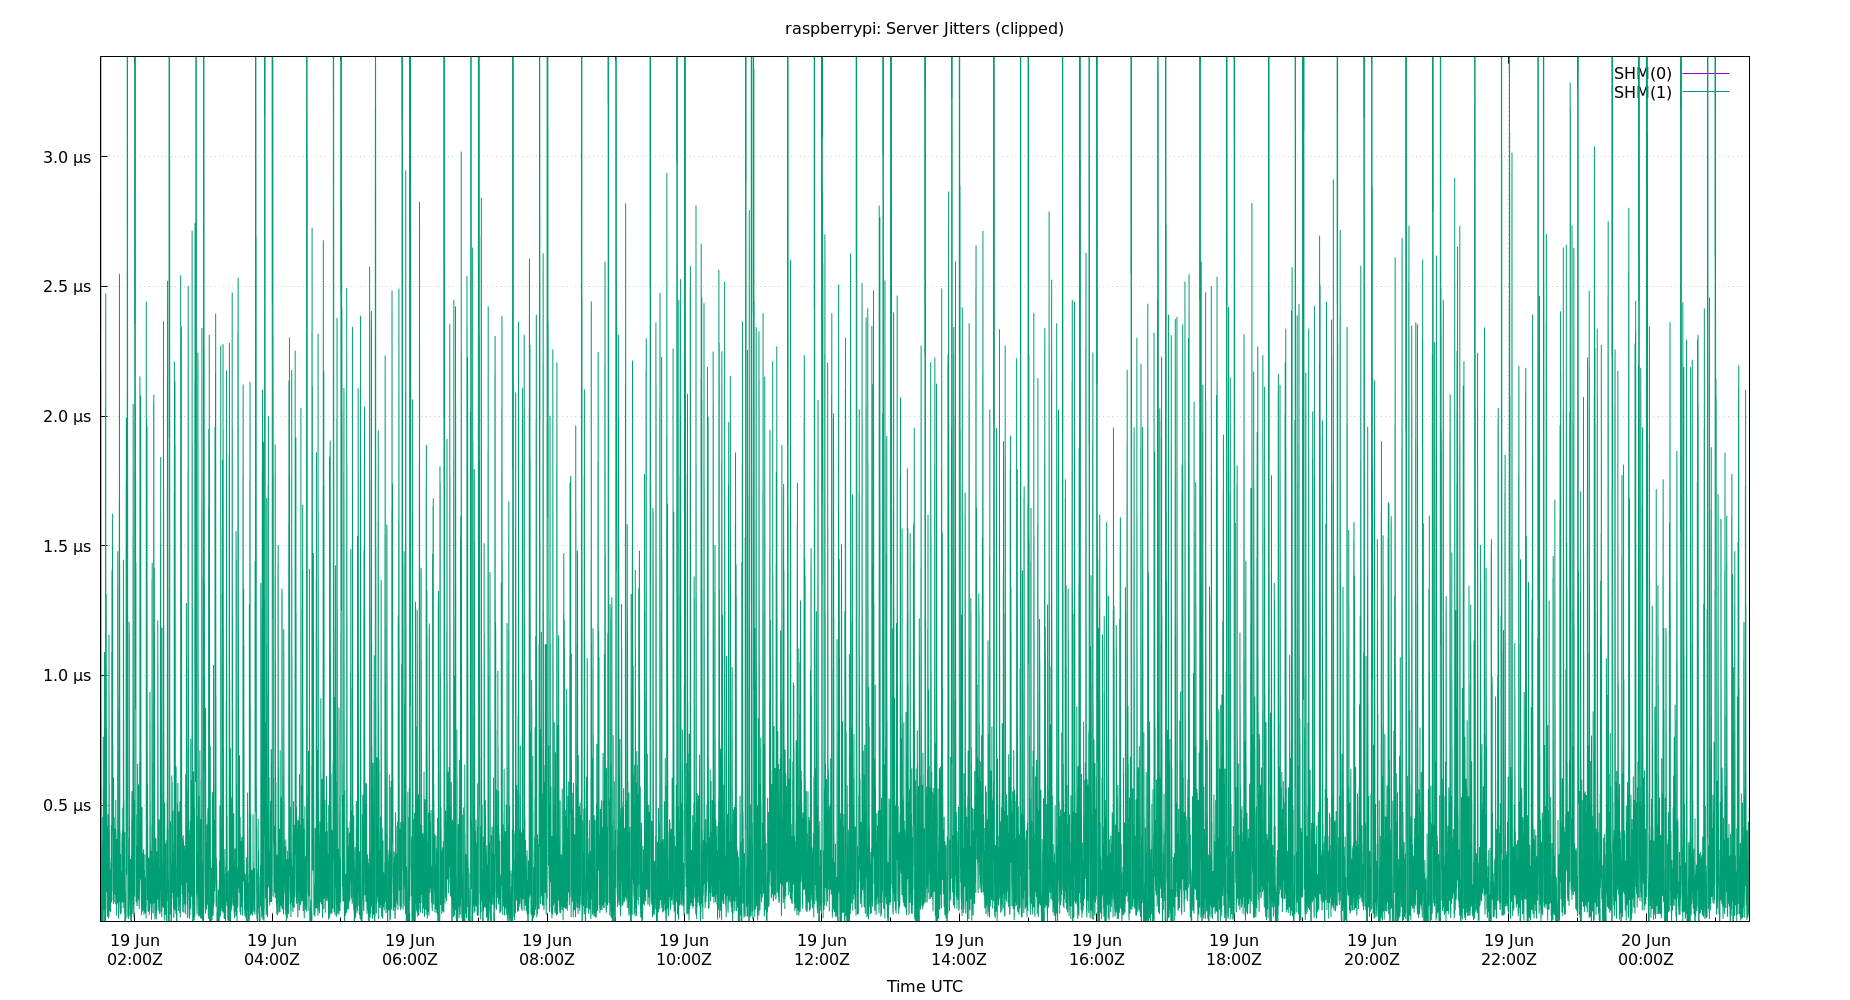 raspberrypi: Server Jitters (clipped)
SHM(0)
SHM(1)
3.0 µs
2.5 µs
2.0 µs
1.5 µs
1.0 µs
0.5 µs
19 Jun 19 Jun 19 Jun 19 Jun 19 Jun 19 Jun 19 Jun 19 Jun 19 Jun 19 Jun 19 Jun 20 Jun
02:00Z 04:00Z 06:00Z 08:00Z 10:00Z 12:00Z 14:00Z 16:00Z 18:00Z 20:00Z 22:00Z 00:00Z
Time UTC